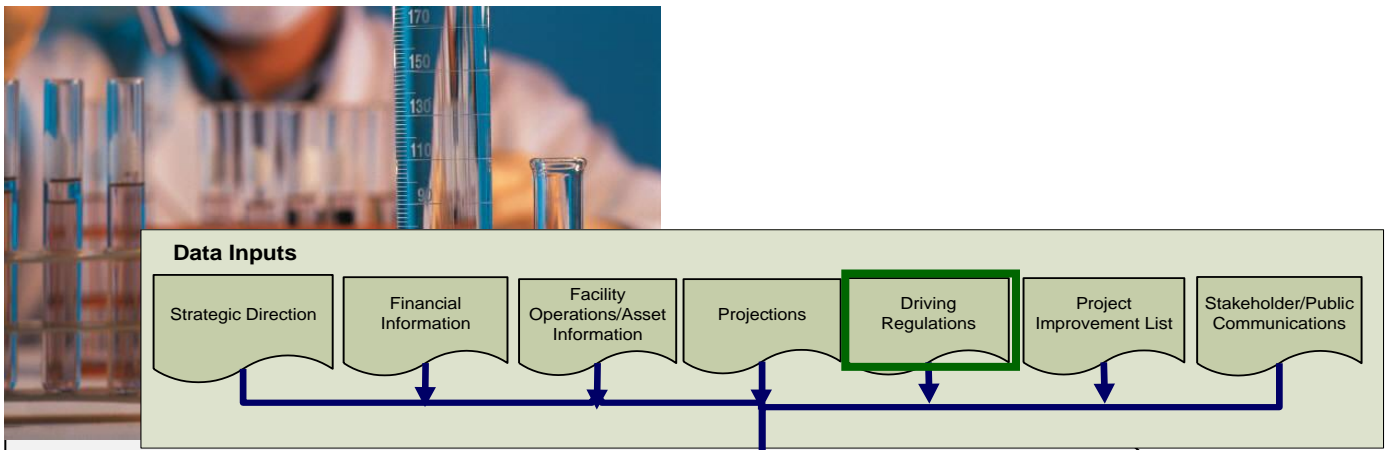 170
150
130
110
90
Data Inputs
Strategic Direction
Financial
Information
Facility
Operations/Asset
Information
Projections
Driving
Regulations
Project
Improvement List
Stakeholder/Public
Communications